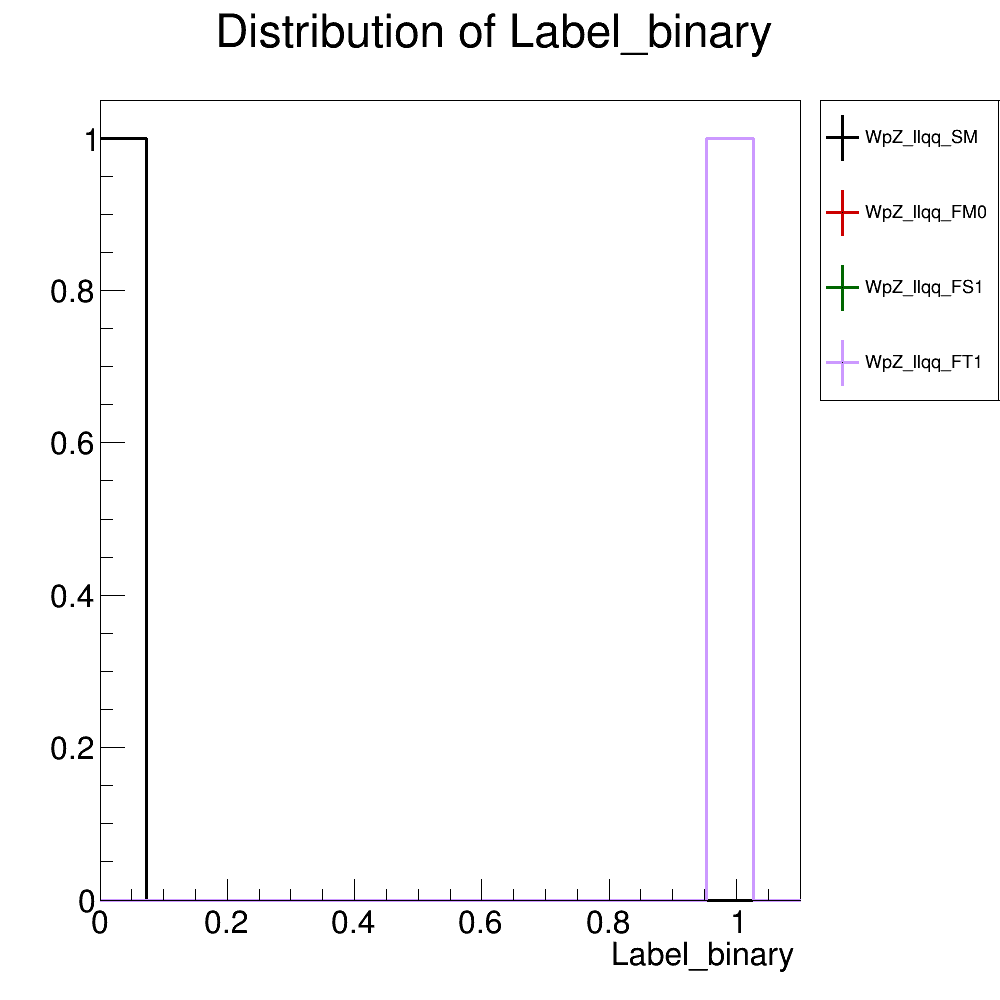 Distribution of Label_binary
1
0.8
0.6
0.4
0.2
0
0 0.2 0.4 0.6 0.8 1
Label_binary
WpZ_llqq_SM
WpZ_llqq_FM0
WpZ_llqq_FS1
WpZ_llqq_FT1